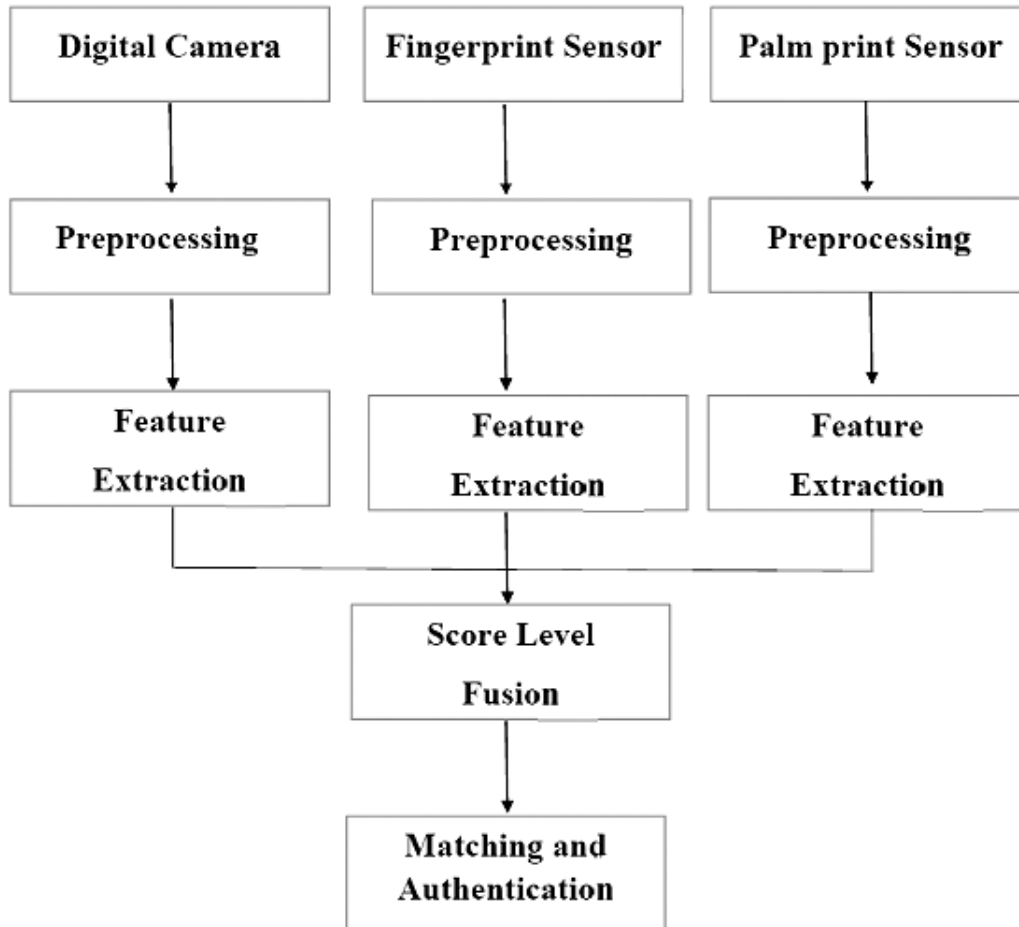 Digital Camera
Fingerprint Sensor
Palm print Sensor
Preprocessing
Preprocessing
Preprocessing
Feature
Extraction
Feature
Extraction
Feature
Extraction
Score Level
Fusion
Matching and
Authentication